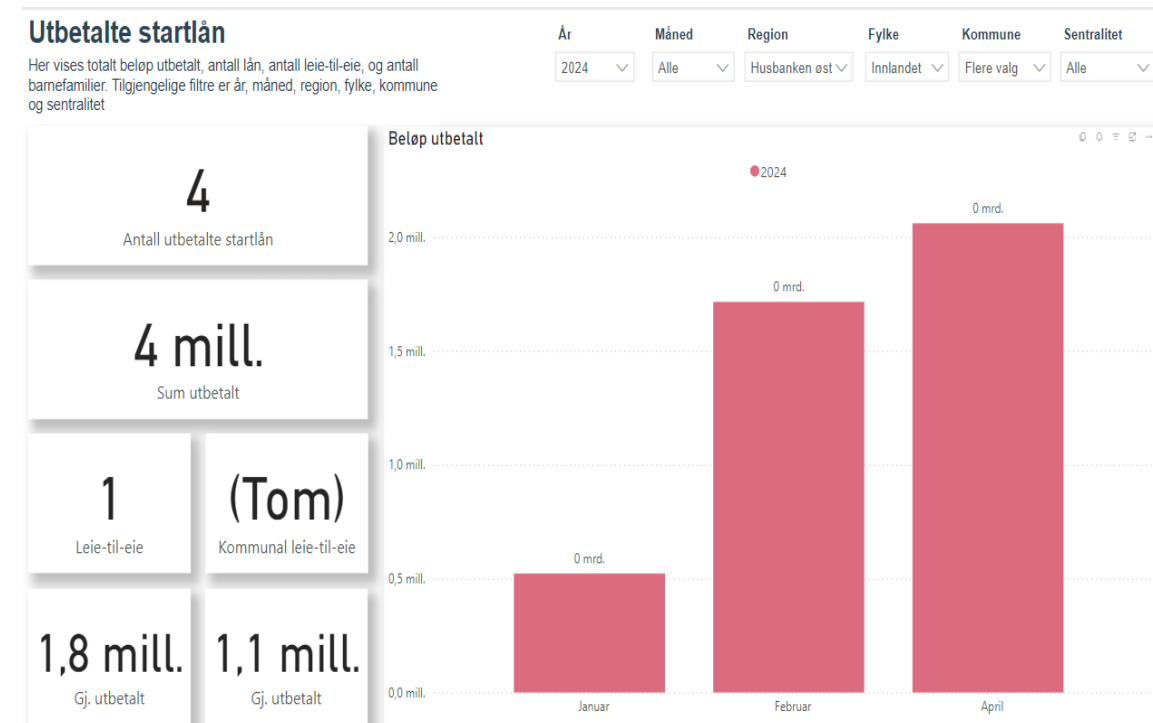 Utbetalte startlån
Her vises totalt beløp utbetalt, antall lån, antall leie-til-eie, og antall
barnefamilier. Tilgjengelige filtre er år, måned, region, fylke, kommune
og sentralitet
År
Måned
Region
Fylke
Kommune
Sentralitet
2024
Alle
Husbanken øst
Innlandet
Flere valg
Alle
4
Antall utbetalte startlån
4 mill.
Sum utbetalt
1
Leie-til-eie
(Tom)
Kommunal leie-til-eie
1,8 mill.
Gj. utbetalt
1,1 mill.
Gj. utbetalt
Beløp utbetalt
2024
2,0 mill.
1,5 mill.
1,0 mill.
0,5 mill.
0,0 mill.
0 mrd.
0 mrd.
0 mrd.
Januar
Februar
April